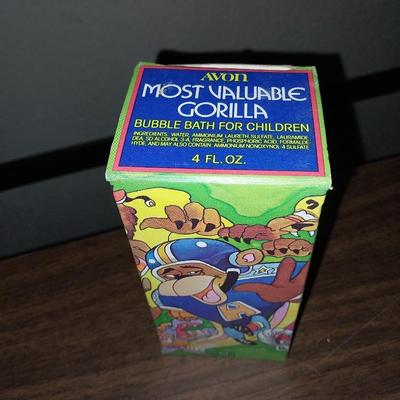 AVON
MOST VALUABLE
GORILLA
BUBBLE BATH FOR CHILDREN
INGREDIENTS: WATER, AMMONIUM LAURETH SULFATE, LAURAMIDE
DEA, SD ALCOHOL 3-A, FRAGRANCE, PHOSPHORIC ACID, FORMALDE-
HYDE, AND MAY ALSO CONTAIN: AMMONIUM NONOXYNOL-4 SULFATE
4 FL. OZ.